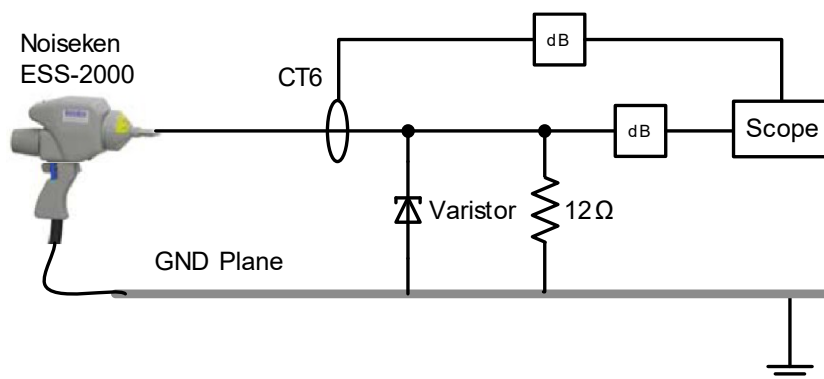 Noiseken
ESS-2000
dB
CT6
dB
Scope
Varistor
12Ω
GND Plane